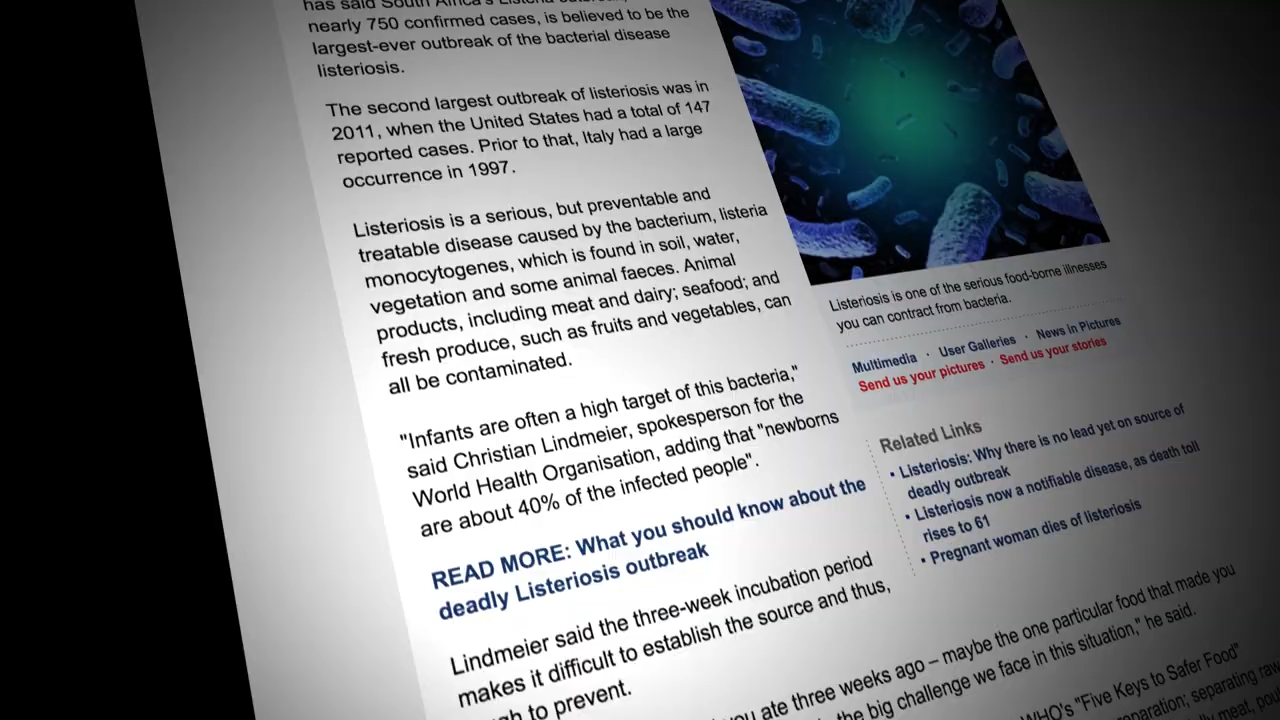 has said South Africa's Listeria
nearly 750 confirmed cases, is believed to be the
largest-ever outbreak of the bacterial disease
listeriosis.
The second largest outbreak of listeriosis was in
2011, when the United States had a total of 147
reported cases. Prior to that, Italy had a large
occurrence in 1997.
Listeriosis is a serious, but preventable and
treatable disease caused by the bacterium, listeria
monocytogenes, which is found in soil, water,
vegetation and some animal faeces. Animal
products, including meat and dairy; seafood; and
fresh produce, such as fruits and vegetables, can
all be contaminated.
"Infants are often a high target of this bacteria,"
said Christian Lindmeier, spokesperson for the
World Health Organisation, adding that "newborns
are about 40% of the infected people".
READ MORE: What you should know about the
deadly Listeriosis outbreak
Lindmeier said the three-week incubation period
makes it difficult to establish the source and thus,
to prevent.
you ate three weeks ago – maybe the one particular food that made you
the big challenge we face in this situation," he said.
WHO's "Five Keys to Safer Food"
separating raw
Listeriosis is one of the serious food-borne illnesses
you can contract from bacteria.
Multimedia · User Galleries · News in Pictures
Send us your pictures · Send us your stories
Related Links
• Listeriosis: Why there is no lead yet on source of
deadly outbreak
• Listeriosis now a notifiable disease, as death toll
rises to 61
• Pregnant woman dies of listeriosis